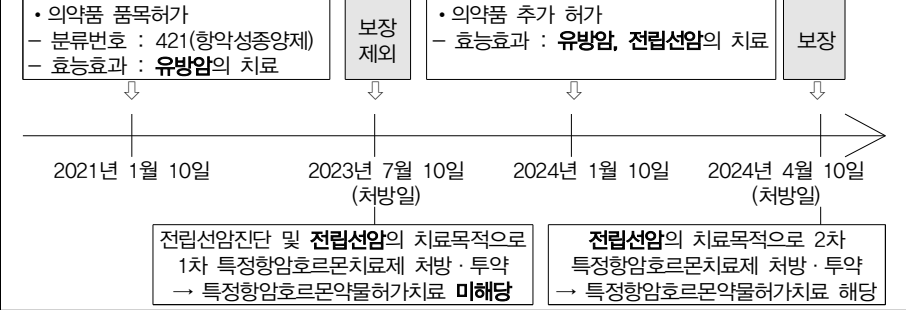 • 의약품 품목허가
– 분류번호 : 421(항악성종양제)
– 효능효과 : 유방암의 치료
보장
제외
• 의약품 추가 허가
– 효능효과 : 유방암, 전립선암의 치료
보장
2021년 1월 10일
2023년 7월 10일
(처방일)
2024년 1월 10일
2024년 4월 10일
(처방일)
전립선암진단 및 전립선암의 치료목적으로
1차 특정항암호르몬치료제 처방 · 투약
→ 특정항암호르몬약물허가치료 미해당
전립선암의 치료목적으로 2차
특정항암호르몬치료제 처방 · 투약
→ 특정항암호르몬약물허가치료 해당